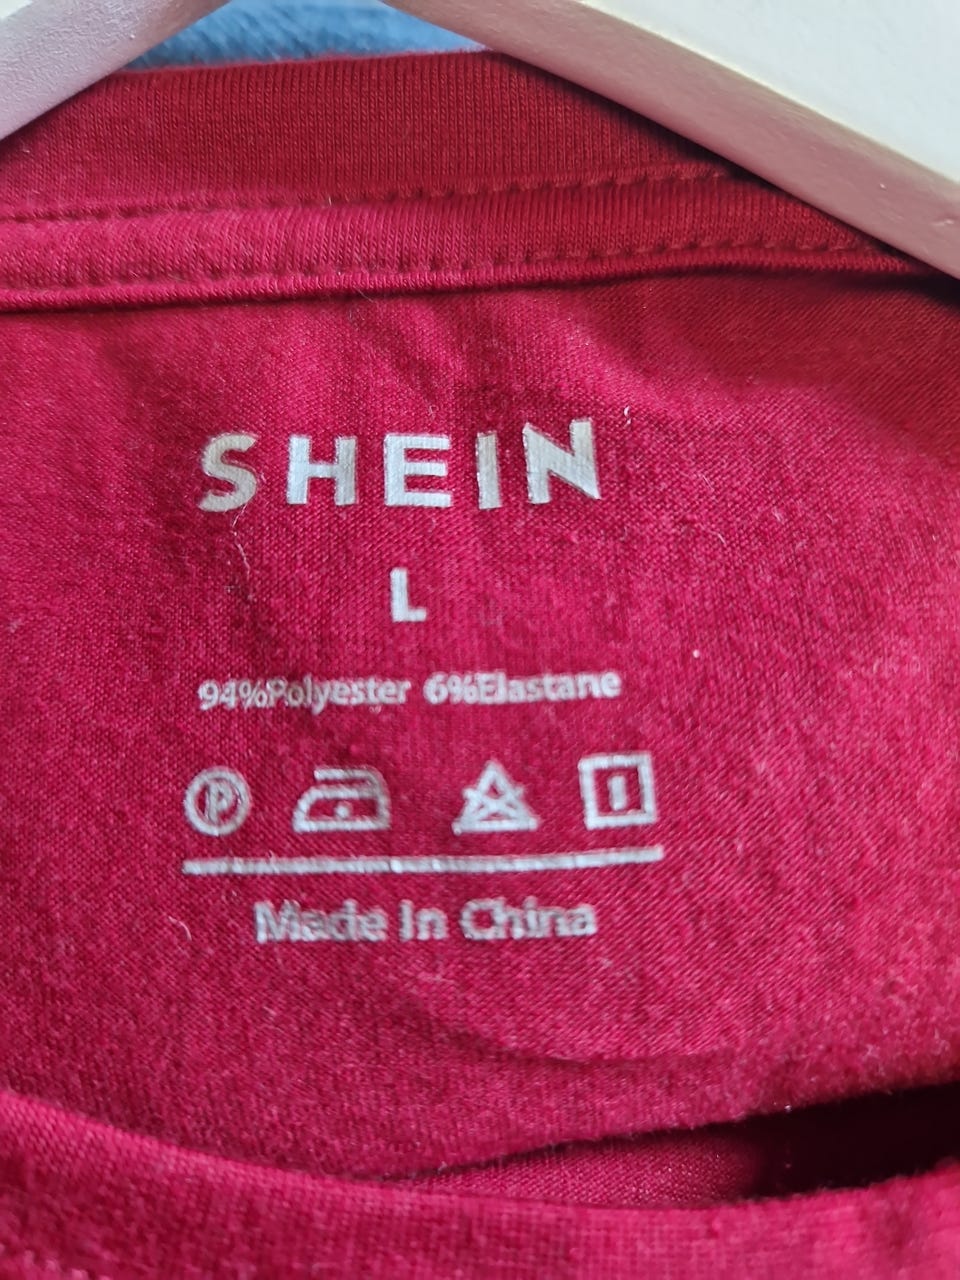 SHEIN
L
94%Polyester 6%Elastane
P
Made in China